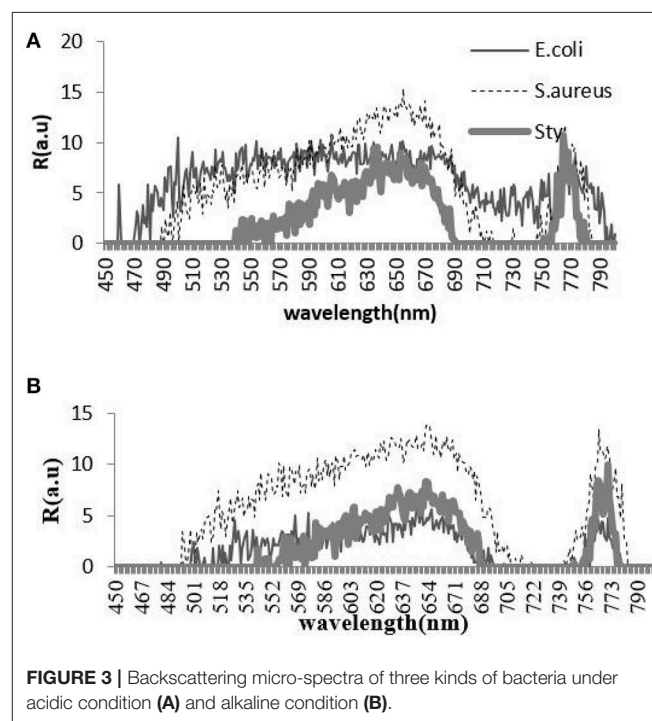 A
20
15
10
5
0
R(a.u)
E.coli
S.aureus
Sty
450 470 490 510 530 550 570 590 610 630 650 670 690 710 730 750 770 790
wavelength(nm)
B
15
10
5
0
R(a.u)
450 467 484 501 518 535 552 569 586 603 620 637 654 671 688 705 722 739 756 773 790
wavelength(nm)
FIGURE 3 | Backscattering micro-spectra of three kinds of bacteria under
acidic condition (A) and alkaline condition (B).